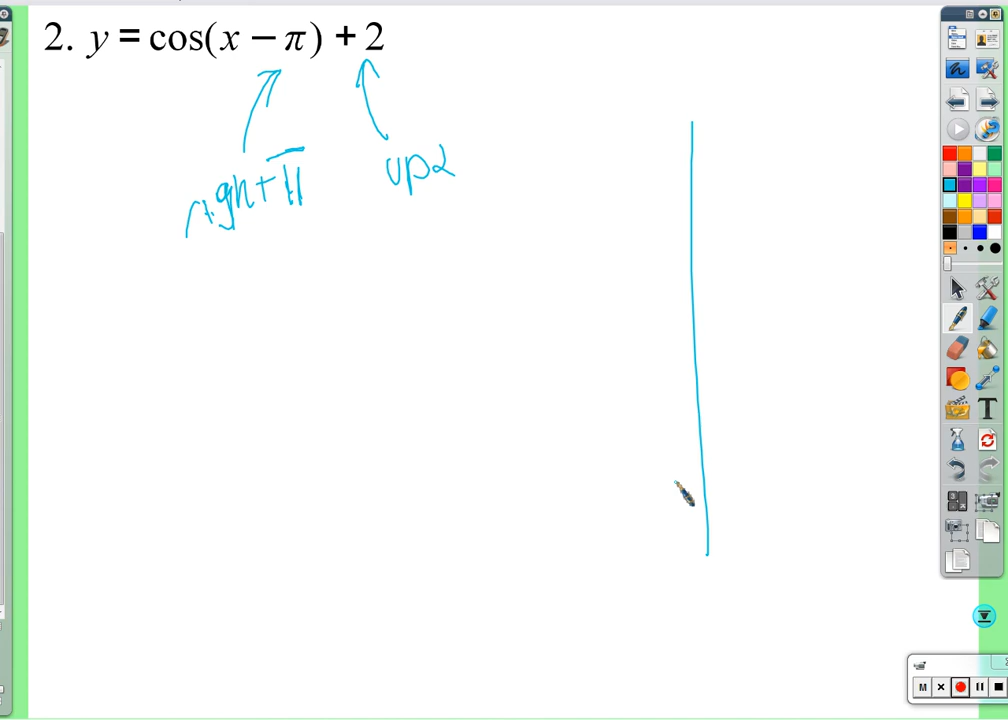 2. y = cos(x − π) + 2
right π up 2
M
T